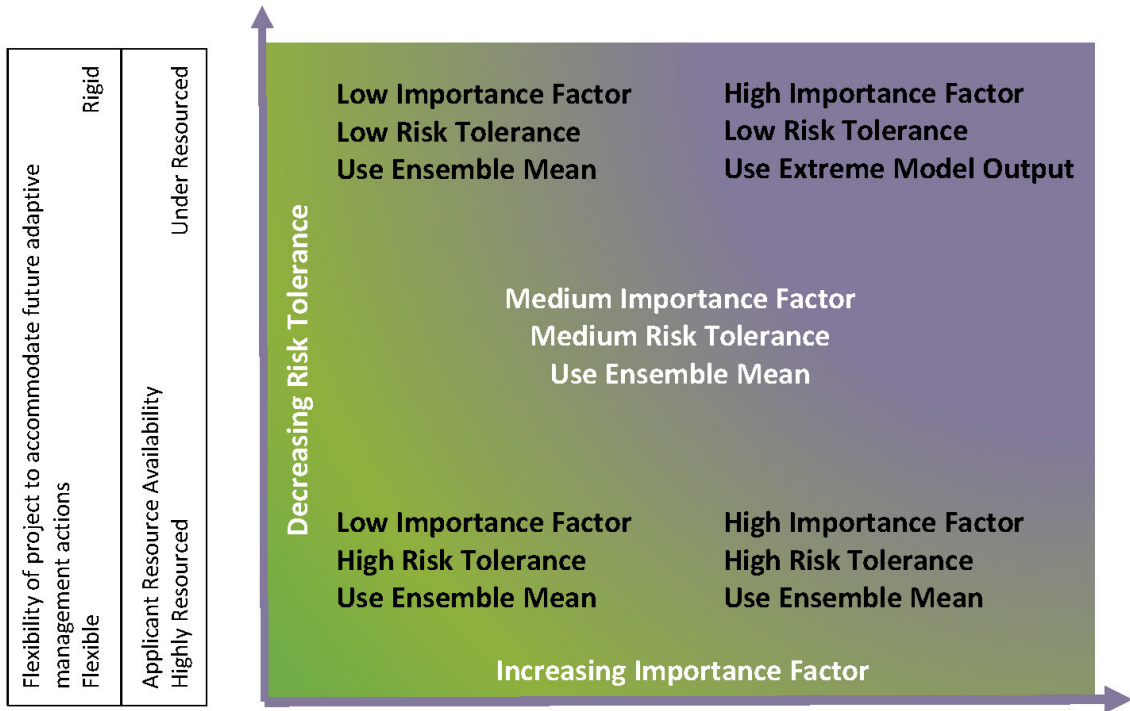 Flexibility of project to accommodate future adaptive
management actions
Flexible
Rigid
Applicant Resource Availability
Highly Resourced
Under Resourced
Decreasing Risk Tolerance
Low Importance Factor
Low Risk Tolerance
Use Ensemble Mean
High Importance Factor
Low Risk Tolerance
Use Extreme Model Output
Medium Importance Factor
Medium Risk Tolerance
Use Ensemble Mean
Low Importance Factor
High Risk Tolerance
Use Ensemble Mean
High Importance Factor
High Risk Tolerance
Use Ensemble Mean
Increasing Importance Factor